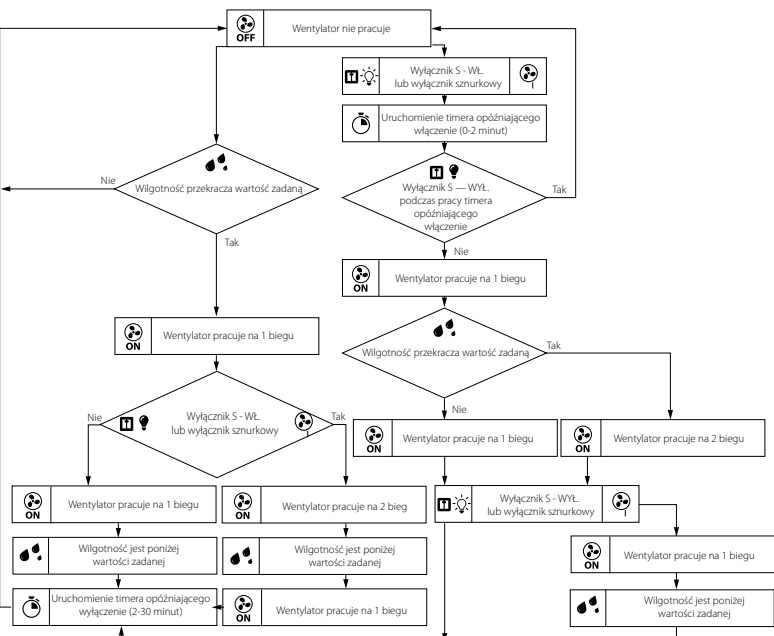 OFF
Wentylator nie pracuje
Wyłącznik S - WŁ.
lub wyłącznik sznurkowy
Uruchomienie timera opóźniającego
włączenie (0-2 minut)
Nie
Wilgotność przekracza wartość zadaną
Tak
Wyłącznik S — WYŁ.
podczas pracy timera
opóźniającego
włączenie
Tak
Nie
ON
Wentylator pracuje na 1 biegu
ON
Wentylator pracuje na 1 biegu
Wilgotność przekracza wartość zadaną
Tak
Nie
Nie
Wyłącznik S - WŁ.
lub wyłącznik sznurkowy
Tak
ON
Wentylator pracuje na 1 biegu
ON
Wentylator pracuje na 2 biegu
ON
Wentylator pracuje na 1 biegu
ON
Wentylator pracuje na 2 bieg
Wyłącznik S - WYŁ.
lub wyłącznik sznurkowy
Wilgotność jest poniżej
wartości zadanej
Wilgotność jest poniżej
wartości zadanej
ON
Wentylator pracuje na 1 biegu
Uruchomienie timera opóźniającego
wyłączenie (2-30 minut)
ON
Wentylator pracuje na 1 biegu
Wilgotność jest poniżej
wartości zadanej